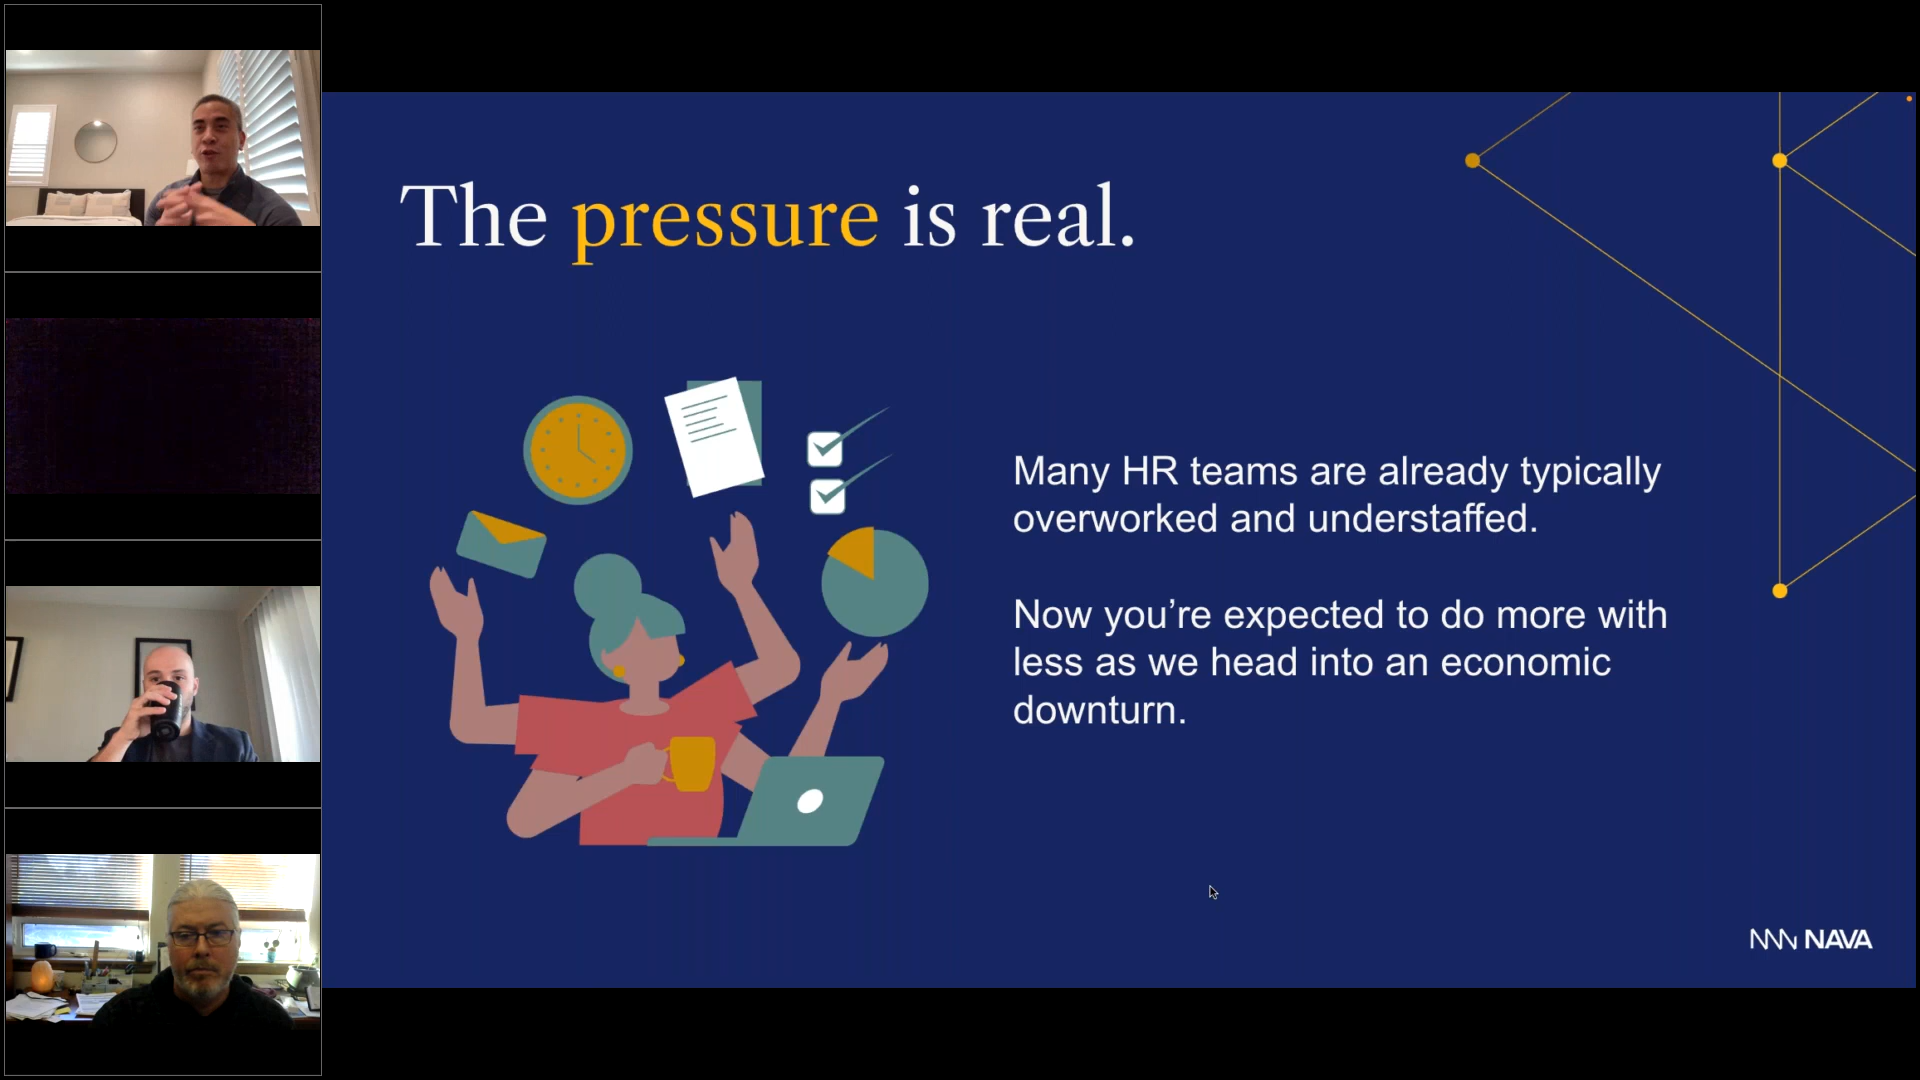 The pressure is real.
Many HR teams are already typically
overworked and understaffed.
Now you’re expected to do more with
less as we head into an economic
downturn.
NAVA